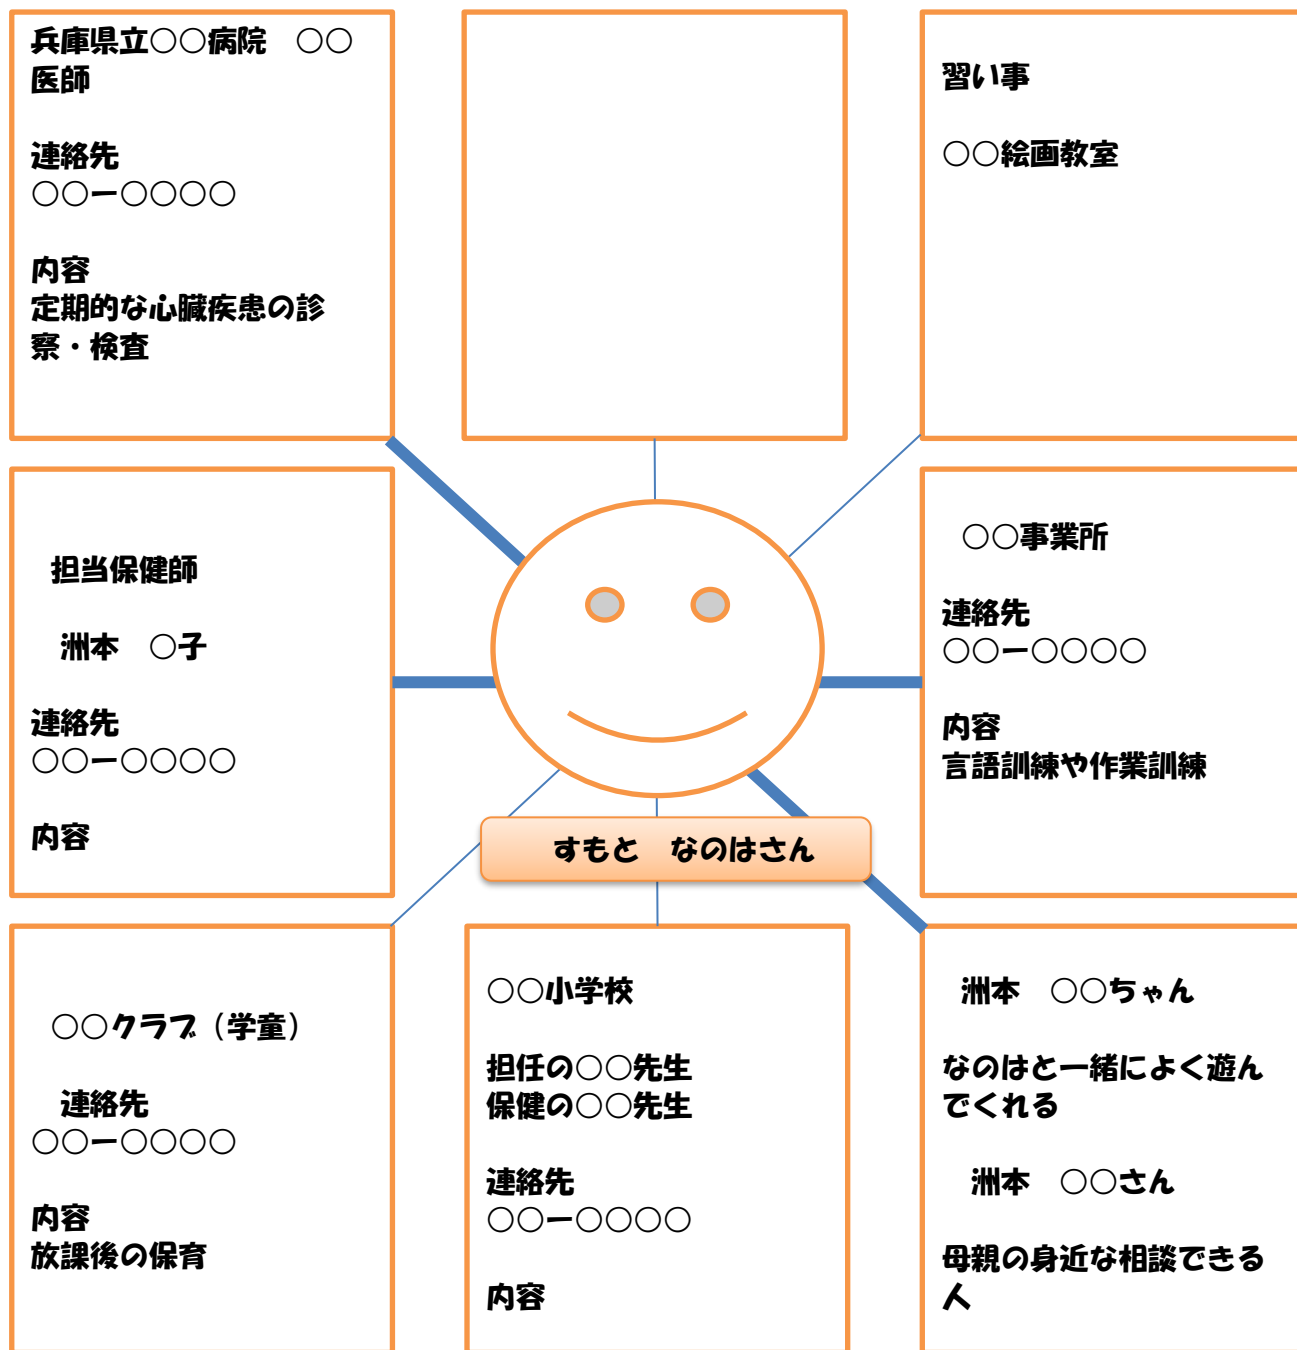 兵庫県立○○病院　○○
医師
連絡先
○○ー○○○○
内容
定期的な心臓疾患の診
察・検査
習い事
○○絵画教室
担当保健師
洲本　○子
連絡先
○○ー○○○○
内容
○○事業所
連絡先
○○ー○○○○
内容
言語訓練や作業訓練
すもと　なのはさん
○○クラブ（学童）
連絡先
○○ー○○○○
内容
放課後の保育
○○小学校
担任の○○先生
保健の○○先生
連絡先
○○ー○○○○
内容
洲本　○○ちゃん
なのはと一緒によく遊ん
でくれる
洲本　○○さん
母親の身近な相談できる
人